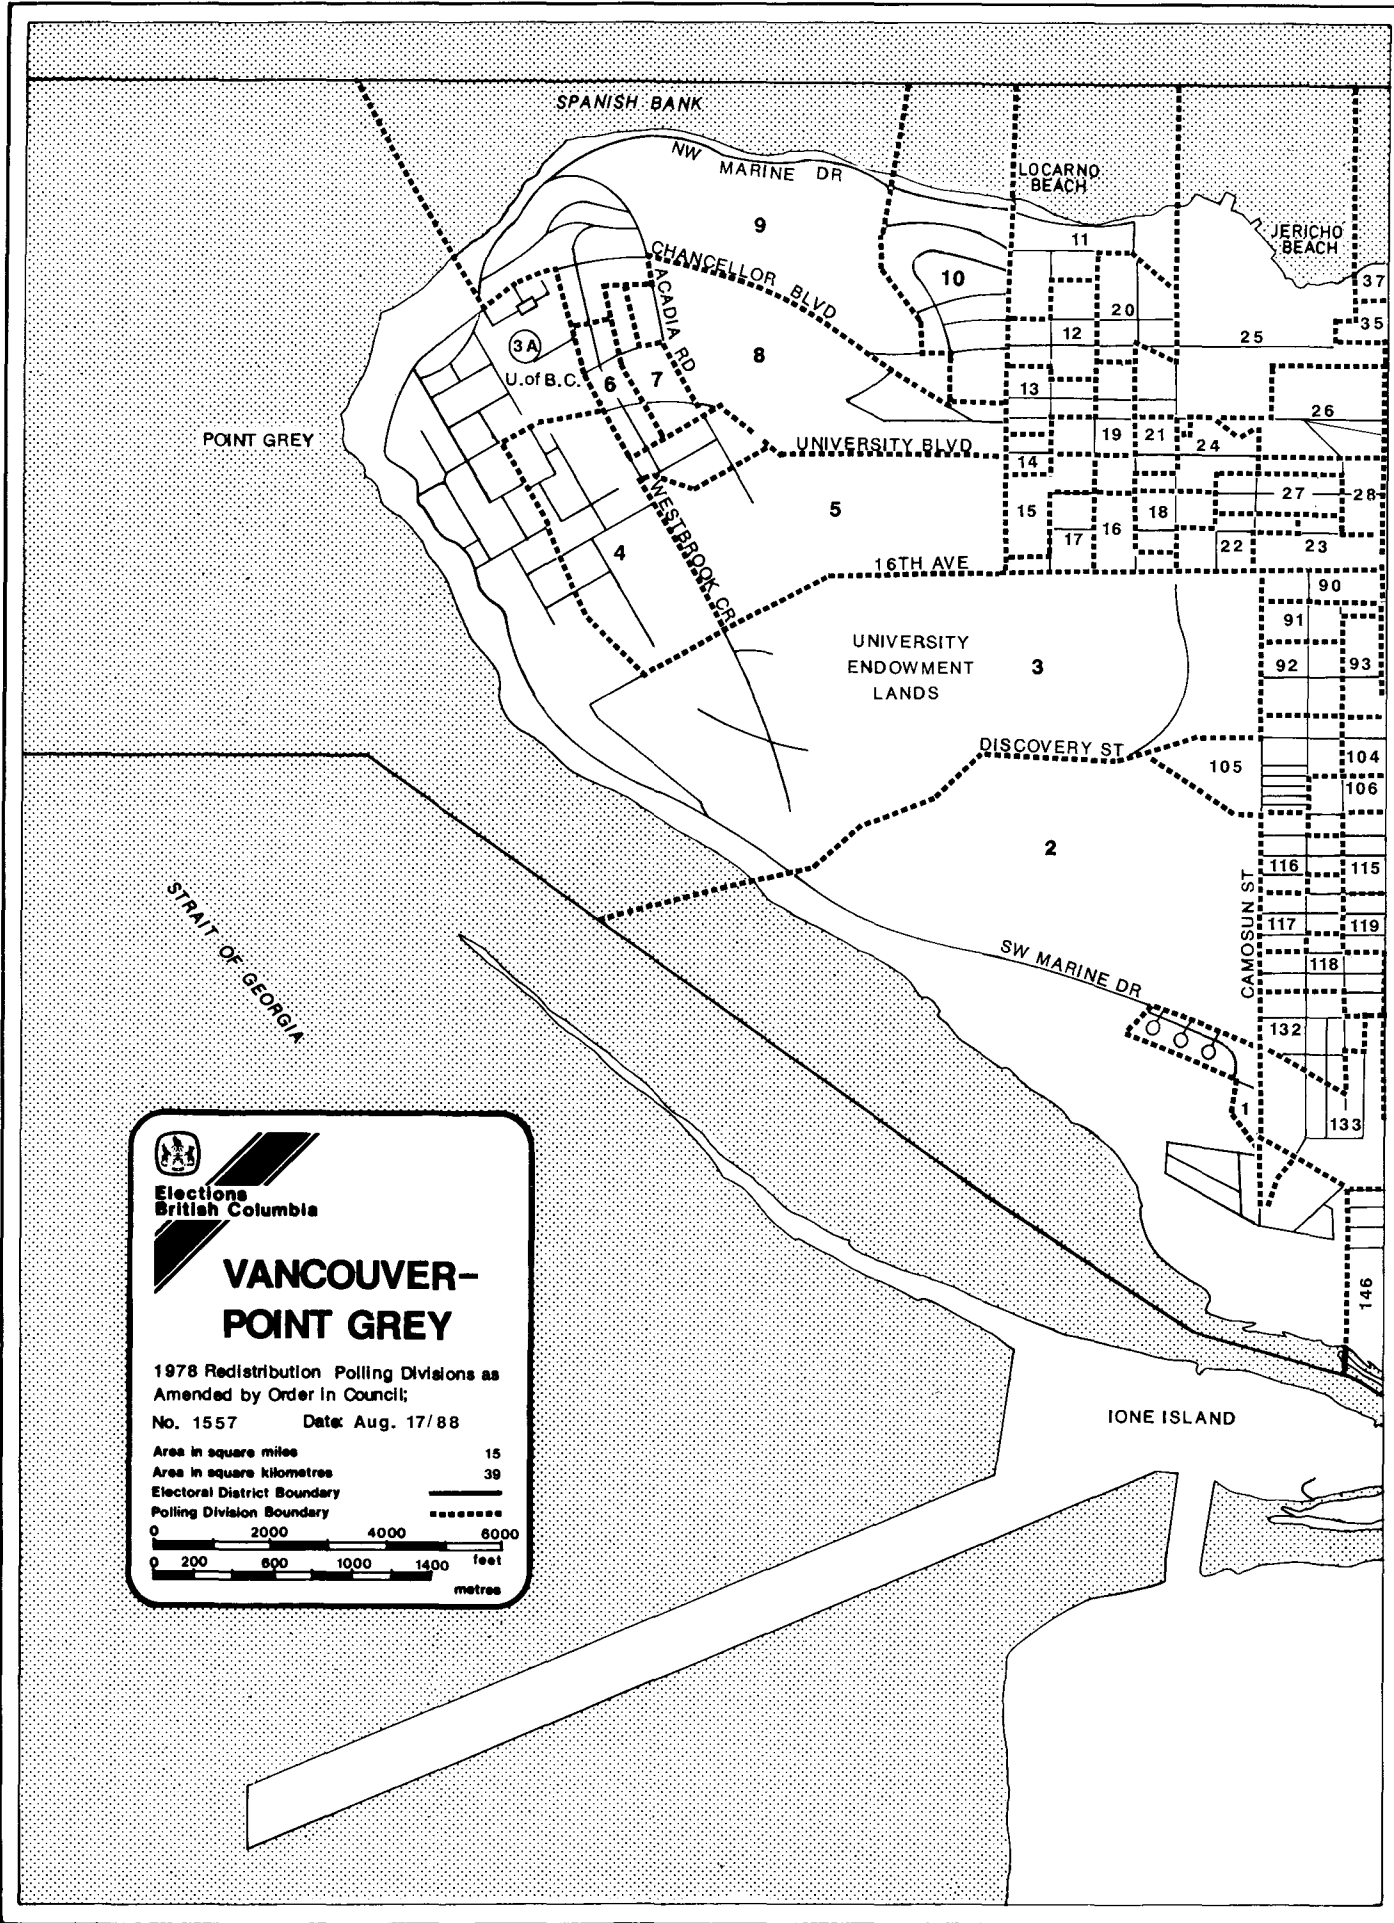 SPANISH BANK
NW MARINE DR
LOCARNO
BEACH
JERICHO
BEACH
9
11
CHANCELLOR BLVD
10
37
ACADIA RD
20
35
12
25
3A
8
U. of B.C.
6
7
13
26
POINT GREY
UNIVERSITY BLVD
19
21
24
14
WESTBROOK CR
5
15
18
27
28
16
17
22
23
4
16TH AVE
90
91
UNIVERSITY
ENDOWMENT
LANDS
3
92
93
DISCOVERY ST
105
104
106
2
116
115
STRAIT OF GEORGIA
CAMOSUN ST
117
119
SW MARINE DR
118
132
1
133
146
IONE ISLAND
Elections
British Columbia
VANCOUVER-
POINT GREY
1978 Redistribution Polling Divisions as
Amended by Order in Council;
No. 1557 Date: Aug. 17/88
Area in square miles 15
Area in square kilometres 39
Electoral District Boundary
Polling Division Boundary
0 2000 4000 6000
feet
0 200 600 1000 1400
metres